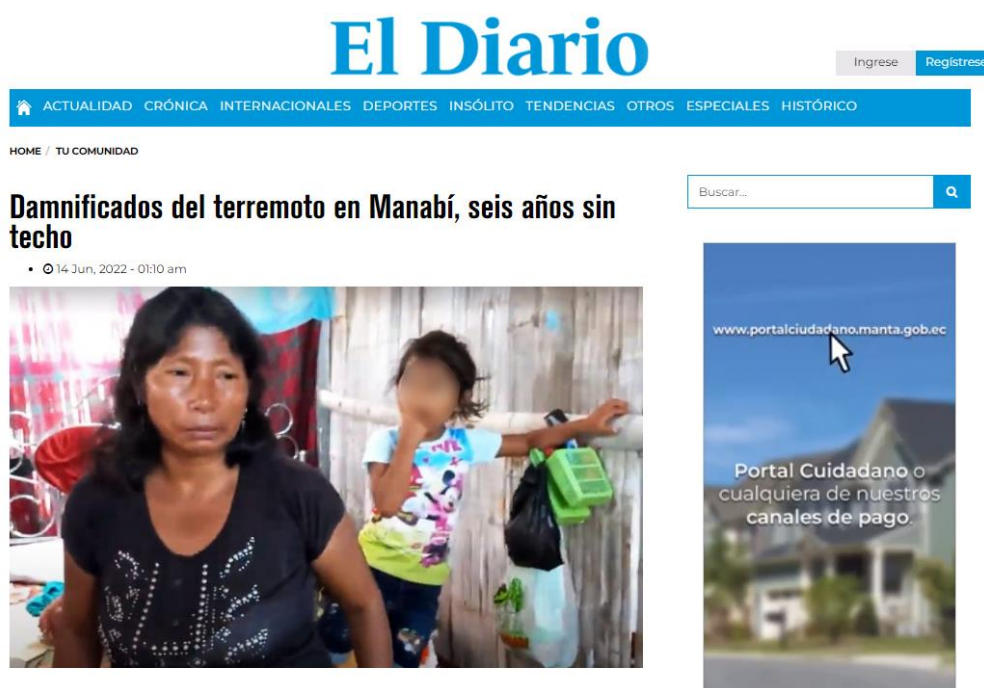 El Diario
Ingrese Regístrese
ACTUALIDAD CRÓNICA INTERNACIONALES DEPORTES INSÓLITO TENDENCIAS OTROS ESPECIALES HISTÓRICO
HOME / TU COMUNIDAD
Buscar...
Damnificados del terremoto en Manabí, seis años sin
techo
14 Jun, 2022 - 01:10 am
www.portalciudadano.manta.gob.ec
Portal Cuidadano o
cualquiera de nuestros
canales de pago.